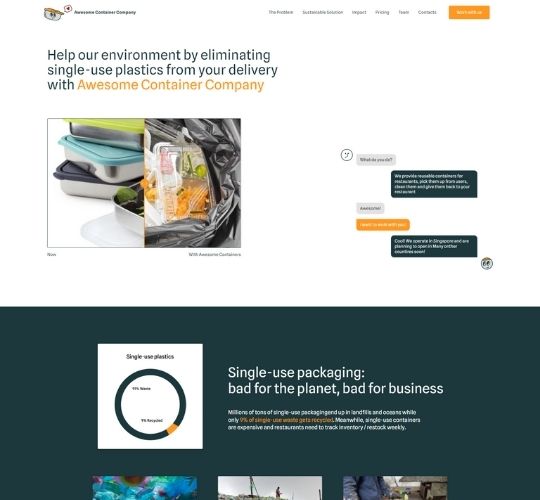 Awesome Container Company
The Problem Sustainable Solution Impact Pricing Team Contacts Work with us
Help our environment by eliminating
single-use plastics from your delivery
with Awesome Container Company
What do you do?
We provide reusable containers for
restaurants, pick them up from users,
clean them and give them back to your
restaurant
Awesome!
I want to work with you!
Cool! We operate in Singapore and are
planning to open in Many onther
countires soon!
Now With Awesome Containers
Single-use plastics
91% Waste
9% Recycled
Single-use packaging:
bad for the planet, bad for business
Millions of tons of single-use packagingend up in landfills and oceans while
only 9% of single-use waste gets recycled. Meanwhile, single-use containers
are expensive and restaurants need to track inventory / restock weekly.